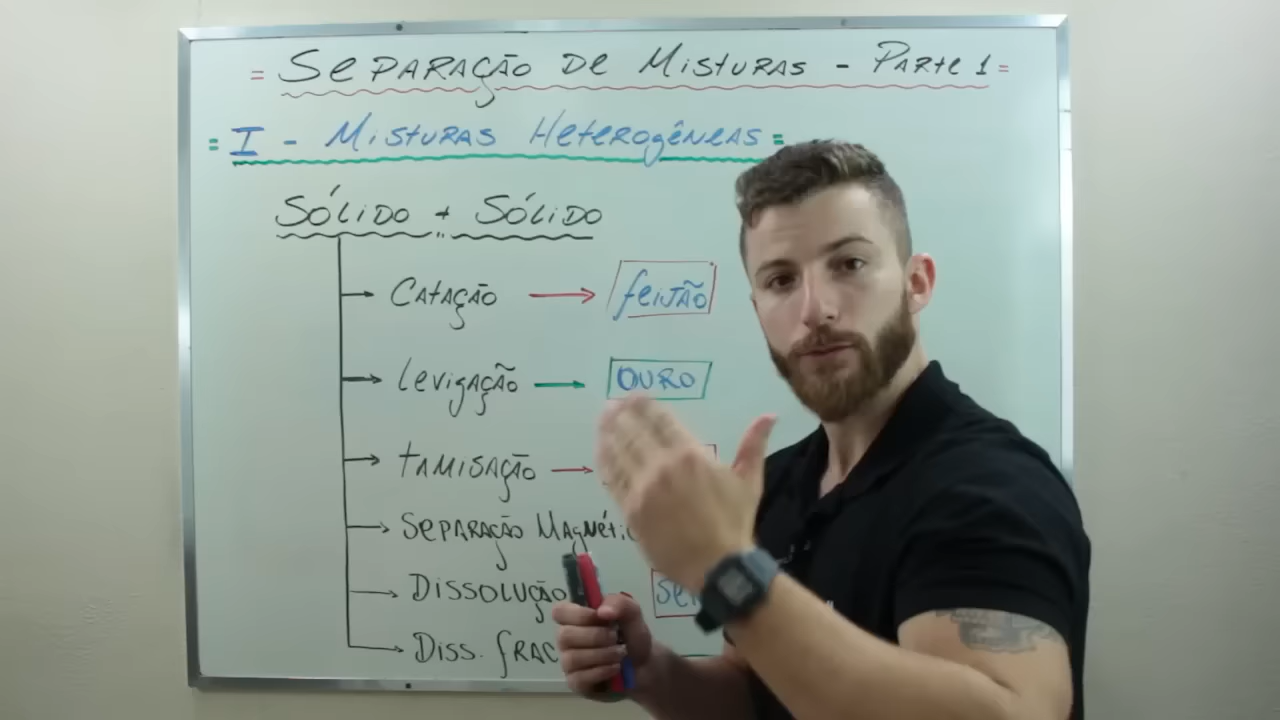 = Separação de Misturas - Parte 1 =
= I - Misturas Heterogêneas =
Sólido + Sólido
Catação → feijão
Levigação → OURO
tamisação →
Separação
Dissolução
Diss.